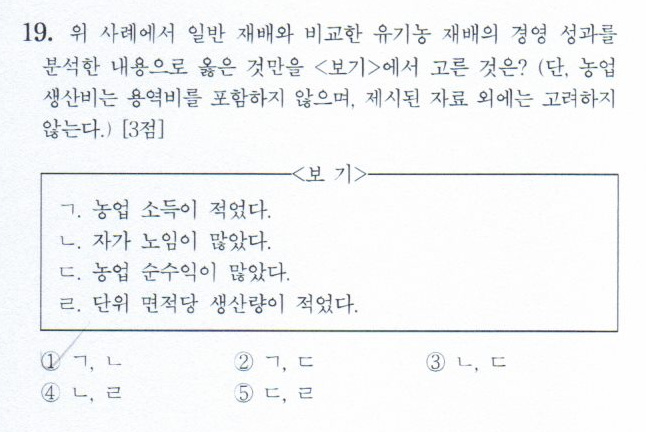 19. 위 사례에서 일반 재배와 비교한 유기농 재배의 경영 성과를
분석한 내용으로 옳은 것만을 <보기>에서 고른 것은? (단, 농업
생산비는 용역비를 포함하지 않으며, 제시된 자료 외에는 고려하지
않는다.) [3점]
<보 기>
ㄱ. 농업 소득이 적었다.
ㄴ. 자가 노임이 많았다.
ㄷ. 농업 순수익이 많았다.
ㄹ. 단위 면적당 생산량이 적었다.
① ㄱ, ㄴ ② ㄱ, ㄷ ③ ㄴ, ㄷ
④ ㄴ, ㄹ ⑤ ㄷ, ㄹ